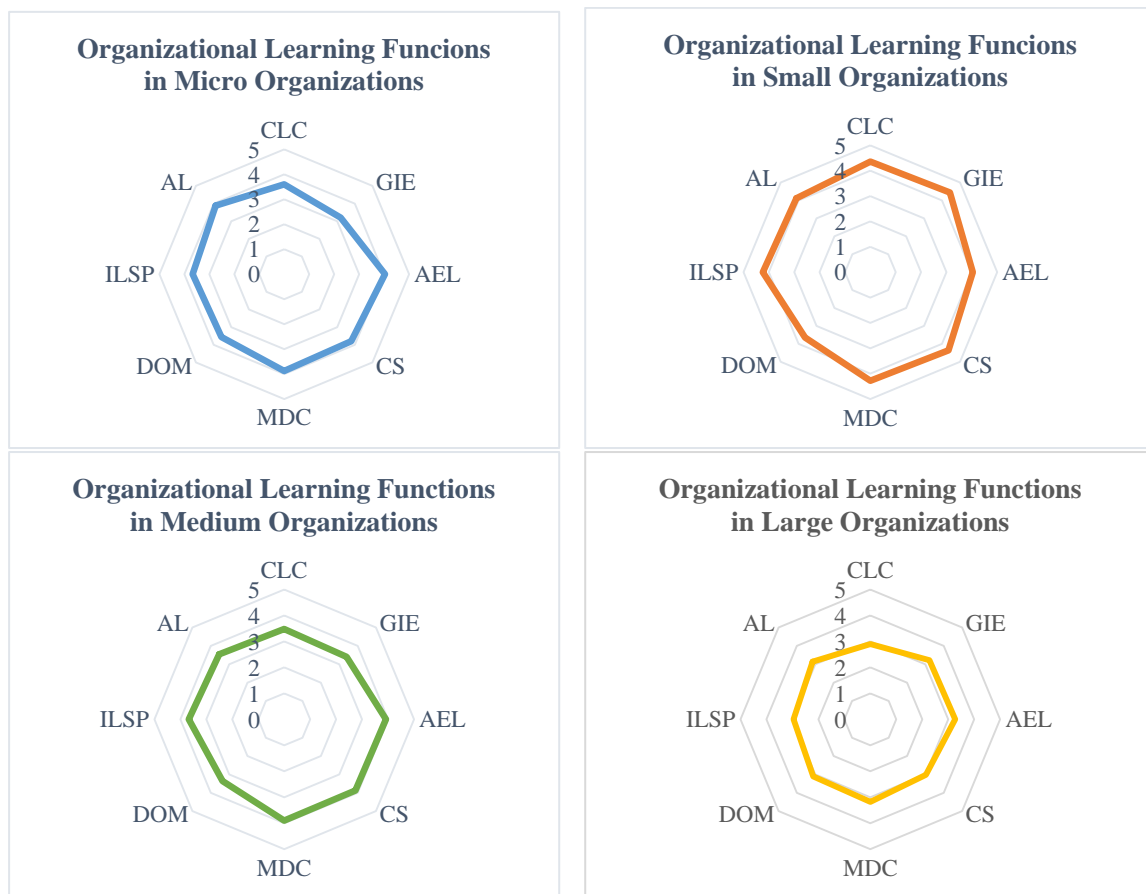 Organizational Learning Funcions
in Micro Organizations
CLC
5
4
3
2
1
0
GIE
AEL
CS
MDC
DOM
ILSP
AL
Organizational Learning Funcions
in Small Organizations
CLC
5
4
3
2
1
0
GIE
AEL
CS
MDC
DOM
ILSP
AL
Organizational Learning Functions
in Medium Organizations
CLC
5
4
3
2
1
0
GIE
AEL
CS
MDC
DOM
ILSP
AL
Organizational Learning Functions
in Large Organizations
CLC
5
4
3
2
1
0
GIE
AEL
CS
MDC
DOM
ILSP
AL